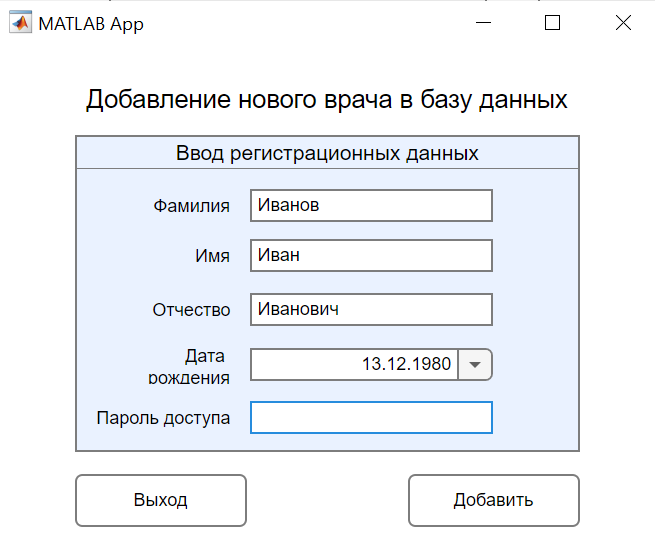 MATLAB App
Добавление нового врача в базу данных
Ввод регистрационных данных
Фамилия Иванов
Имя Иван
Отчество Иванович
Дата
рождения 13.12.1980
Пароль доступа
Выход Добавить